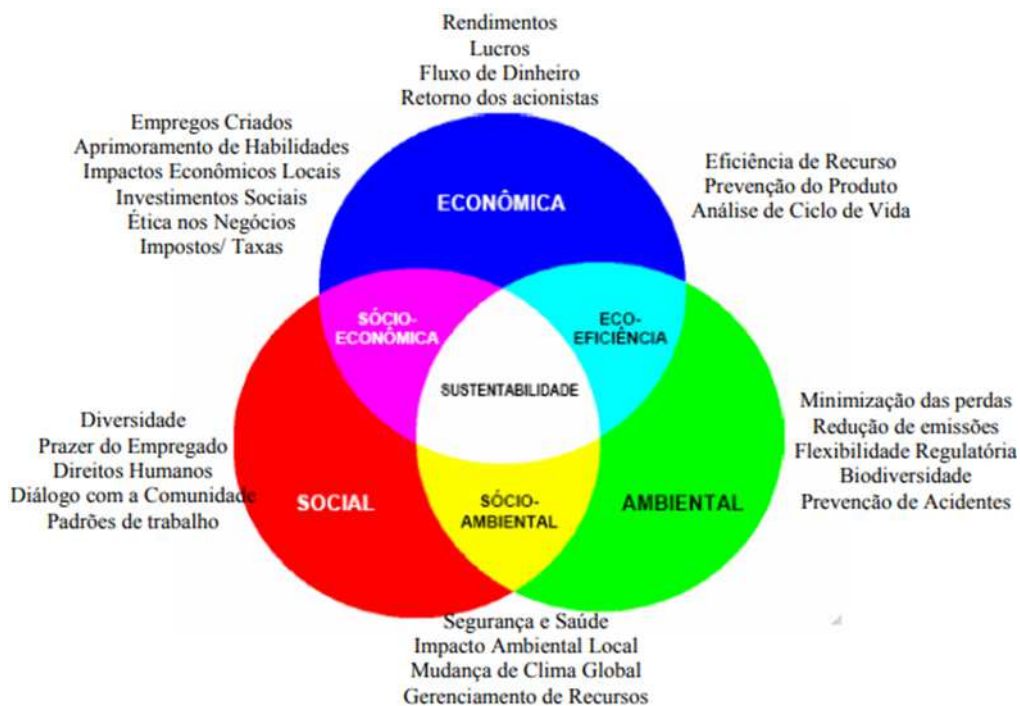 Rendimentos
Lucros
Fluxo de Dinheiro
Retorno dos acionistas
Empregos Criados
Aprimoramento de Habilidades
Impactos Econômicos Locais
Investimentos Sociais
Ética nos Negócios
Impostos/ Taxas
Eficiência de Recurso
Prevenção do Produto
Análise de Ciclo de Vida
ECONÔMICA
SÓCIO-
ECONÔMICA
ECO-
EFICIÊNCIA
SUSTENTABILIDADE
Diversidade
Prazer do Empregado
Direitos Humanos
Diálogo com a Comunidade
Padrões de trabalho
SOCIAL
SÓCIO-
AMBIENTAL
AMBIENTAL
Minimização das perdas
Redução de emissões
Flexibilidade Regulatória
Biodiversidade
Prevenção de Acidentes
Segurança e Saúde
Impacto Ambiental Local
Mudança de Clima Global
Gerenciamento de Recursos